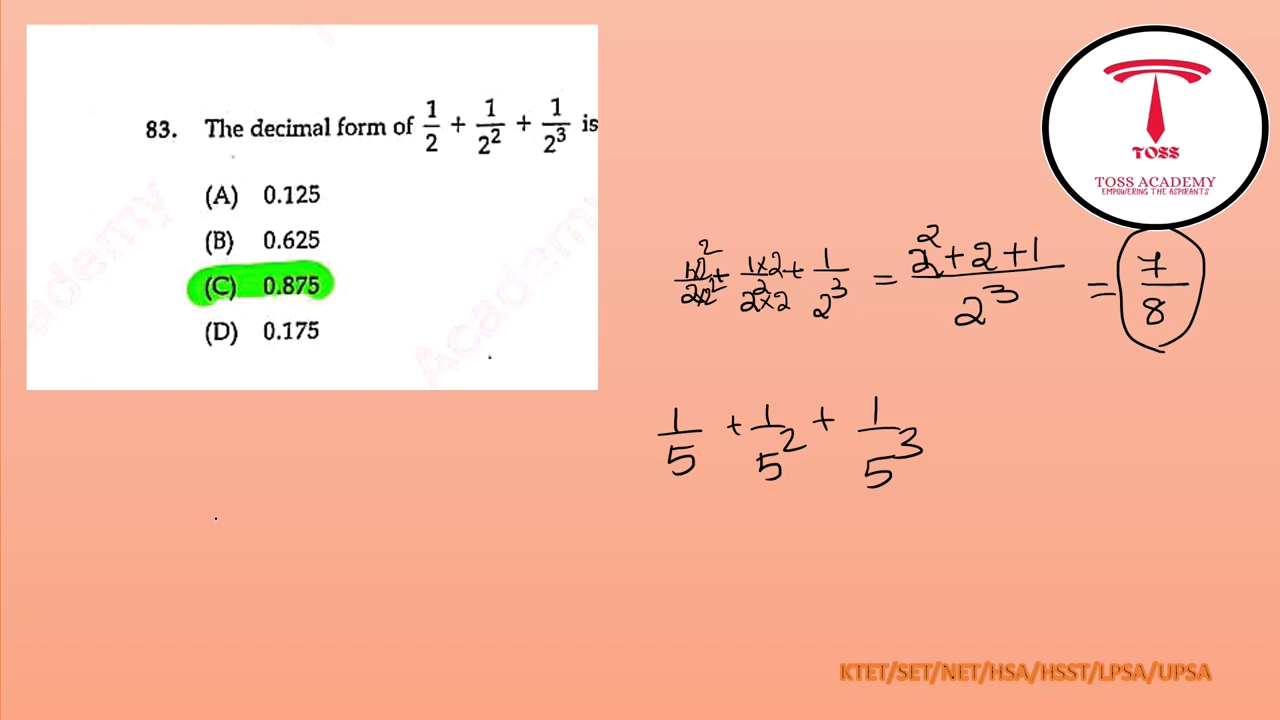 83. The decimal form of 1/2 + 1/2² + 1/2³ is
(A) 0.125
(B) 0.625
(C) 0.875
(D) 0.175
Academy
TOSS
TOSS ACADEMY
EMPOWERING THE ASPIRANTS
1×2²/2×2² + 1×2/2²×2 + 1/2³ = 2²+2+1/2³ = 7/8
1/5 + 1/5² + 1/5³
KTET/SET/NET/HSA/HSST/LPSA/UPSA